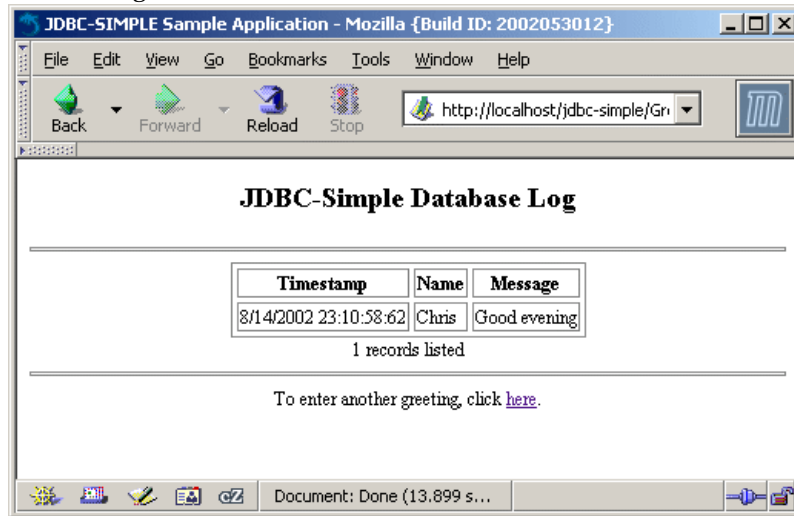 JDBC-SIMPLE Sample Application - Mozilla {Build ID: 2002053012}
File Edit View Go Bookmarks Tools Window Help
Back Forward Reload Stop http://localhost/jdbc-simple/Gr
JDBC-Simple Database Log
Timestamp Name Message
8/14/2002 23:10:58:62 Chris Good evening
1 records listed
To enter another greeting, click here.
Document: Done (13.899 s...